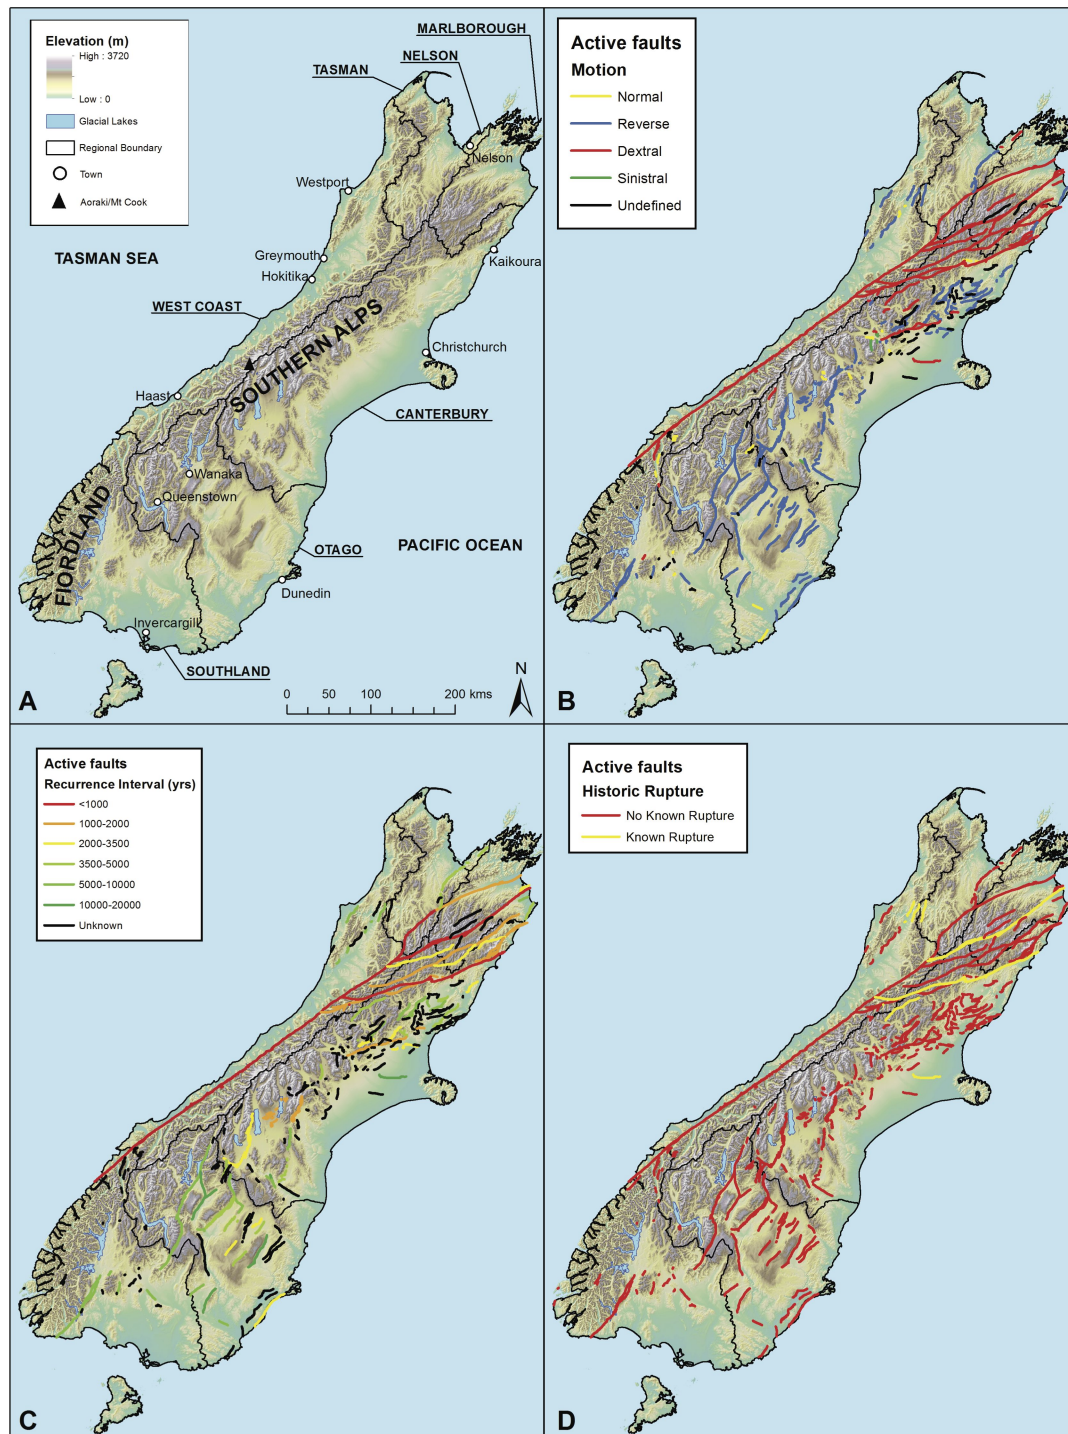 Elevation (m)
High : 3720
Low : 0
Glacial Lakes
Regional Boundary
Town
Aoraki/Mt Cook
MARLBOROUGH
NELSON
TASMAN
Nelson
Westport
TASMAN SEA
Greymouth
Hokitika
Kaikoura
WEST COAST
SOUTHERN ALPS
Christchurch
Haast
CANTERBURY
Wanaka
Queenstown
FIORDLAND
OTAGO
PACIFIC OCEAN
Dunedin
Invercargill
SOUTHLAND
N
0 50 100 200 kms
A
Active faults
Motion
Normal
Reverse
Dextral
Sinistral
Undefined
B
Active faults
Recurrence Interval (yrs)
<1000
1000-2000
2000-3500
3500-5000
5000-10000
10000-20000
Unknown
C
Active faults
Historic Rupture
No Known Rupture
Known Rupture
D